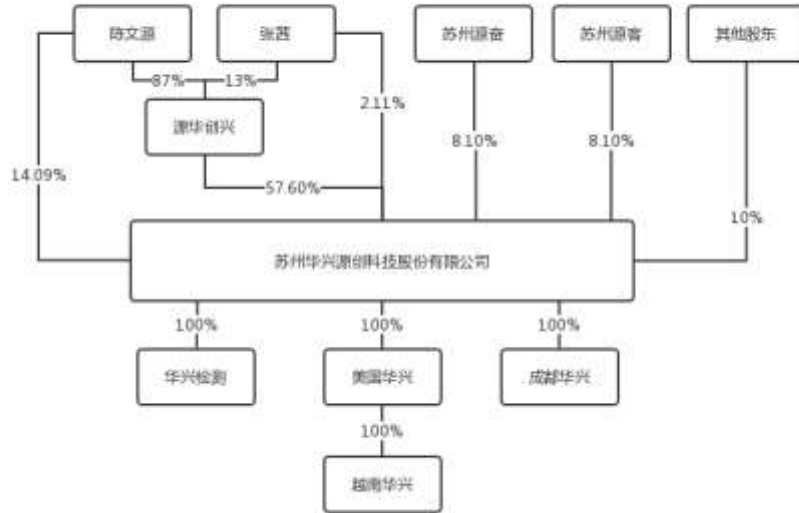 陈文源
张茜
苏州源奋
苏州源客
其他股东
87%
13%
2.11%
源华创兴
8.10%
8.10%
14.09%
57.60%
10%
苏州华兴源创科技股份有限公司
100%
100%
100%
华兴检测
美国华兴
成都华兴
100%
越南华兴